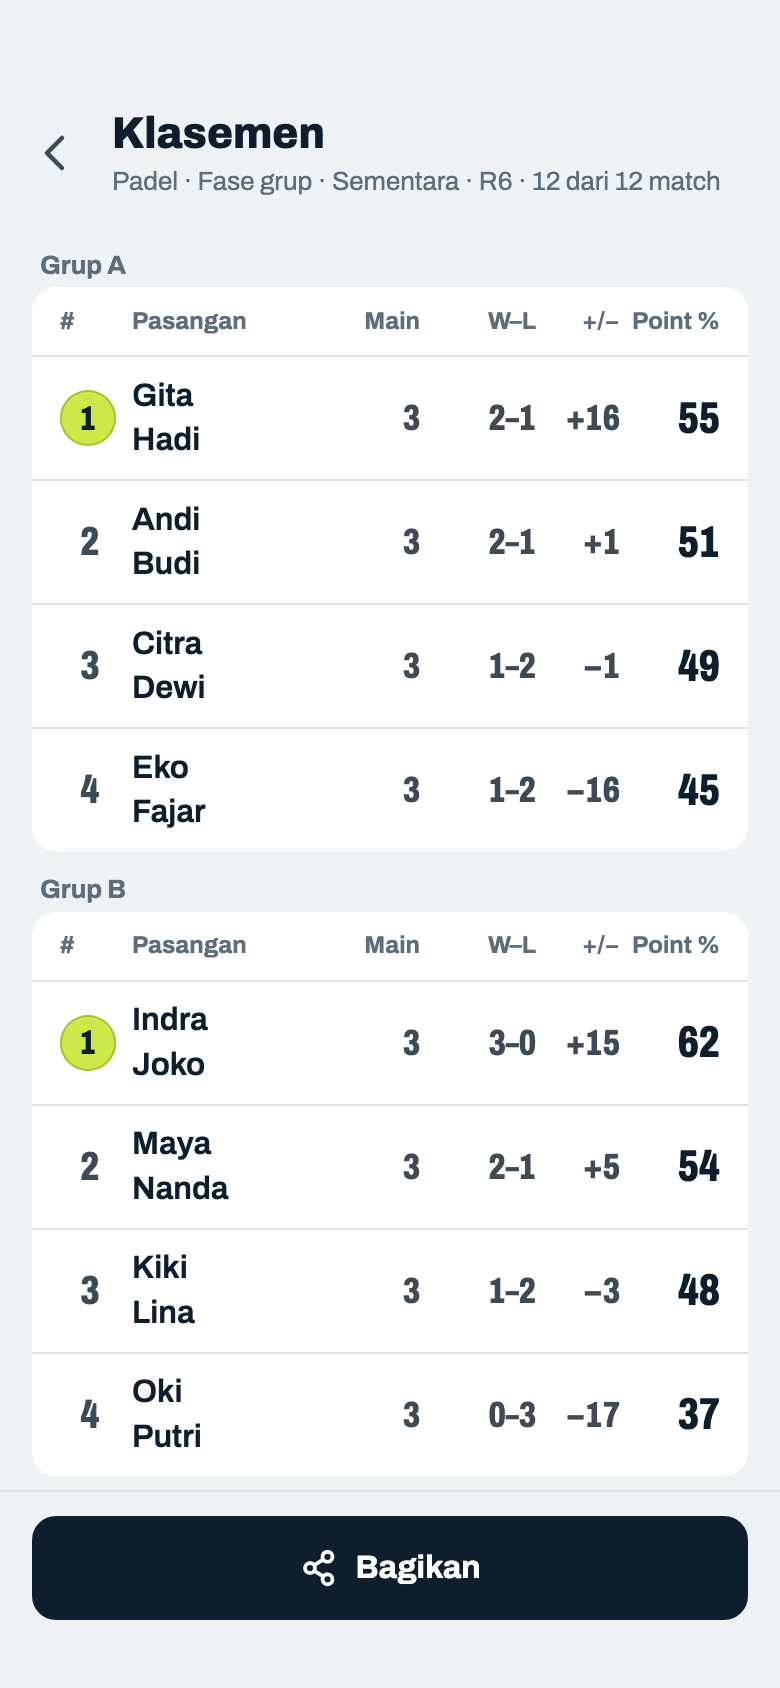 Klasemen
Padel · Fase grup · Sementara · R6 · 12 dari 12 match
Grup A
# Pasangan Main W–L +/– Point %
1 Gita Hadi 3 2–1 +16 55
2 Andi Budi 3 2–1 +1 51
3 Citra Dewi 3 1–2 –1 49
4 Eko Fajar 3 1–2 –16 45
Grup B
# Pasangan Main W–L +/– Point %
1 Indra Joko 3 3–0 +15 62
2 Maya Nanda 3 2–1 +5 54
3 Kiki Lina 3 1–2 –3 48
4 Oki Putri 3 0–3 –17 37
Bagikan